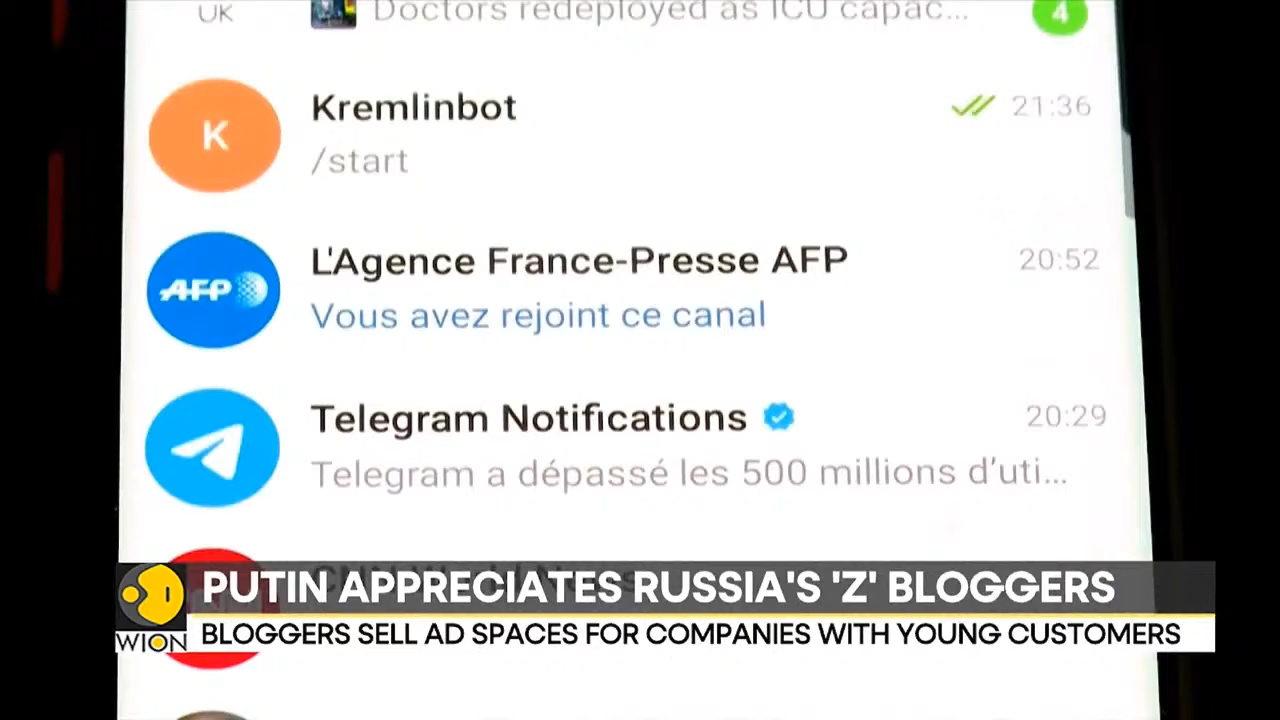 UK
Doctors redeployed as ICU capac...
4
K
Kremlinbot
21:36
/start
AFP
L'Agence France-Presse AFP
20:52
Vous avez rejoint ce canal
Telegram Notifications
20:29
Telegram a dépassé les 500 millions d'uti...
PUTIN APPRECIATES RUSSIA'S 'Z' BLOGGERS
WION
BLOGGERS SELL AD SPACES FOR COMPANIES WITH YOUNG CUSTOMERS